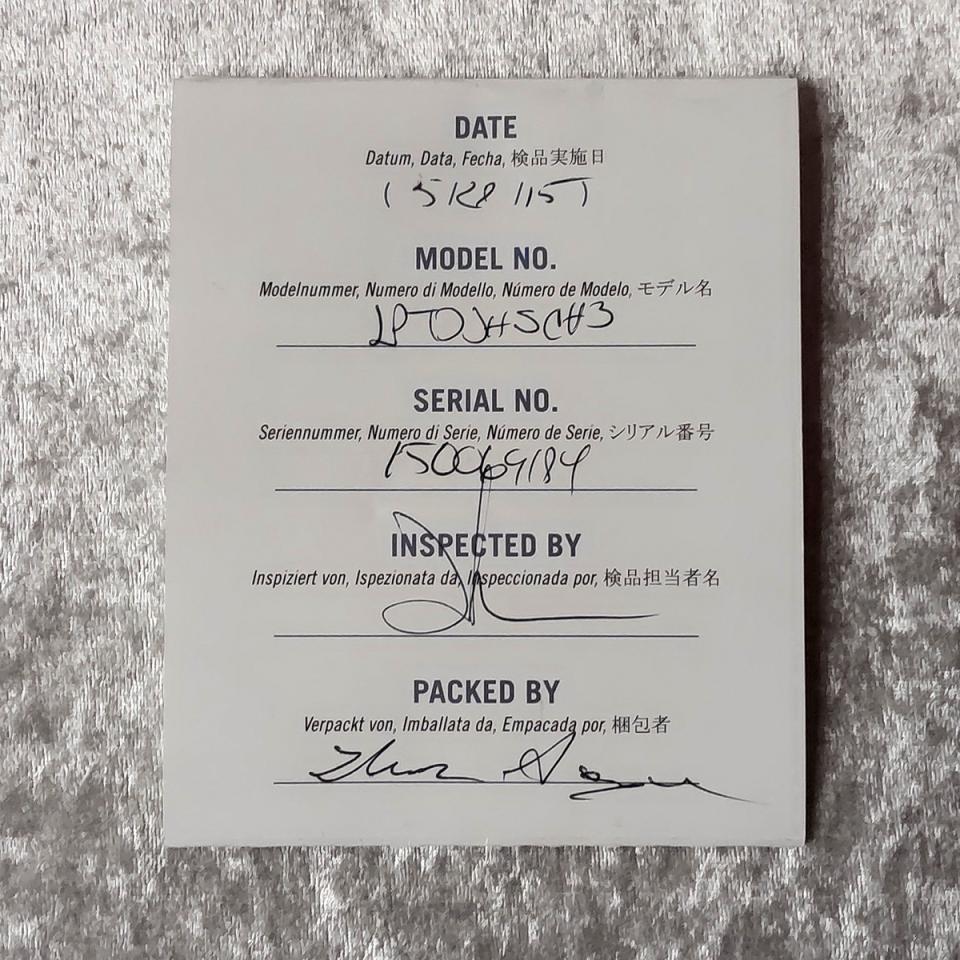 DATE
Datum, Data, Fecha, 検品実施日
MODEL NO.
Modelnummer, Numero di Modello, Número de Modelo, モデル名
LPTDJHSCH3
SERIAL NO.
Seriennummer, Numero di Serie, Número de Serie, シリアル番号
150069184
INSPECTED BY
Inspiziert von, Ispezionata da, Inspeccionada por, 検品担当者名
PACKED BY
Verpackt von, Imballata da, Empacada por, 梱包者